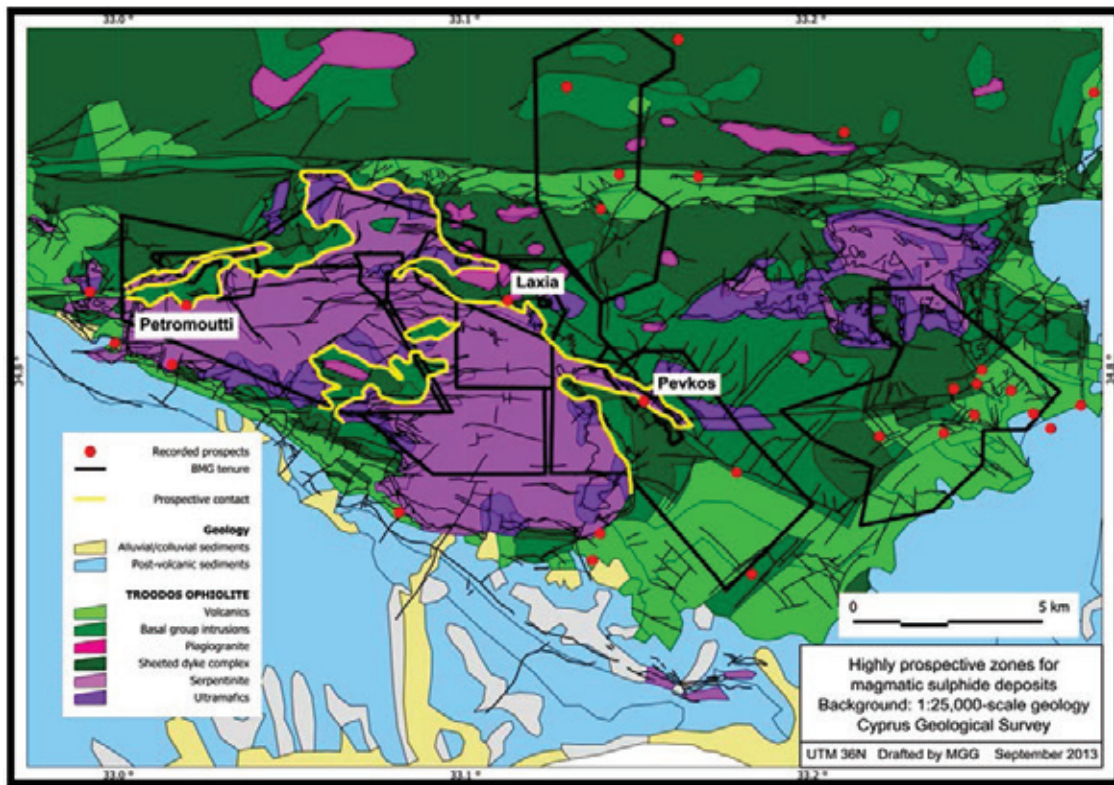 33.0 °
33.1 °
33.2 °
34.8 °
34.8 °
Laxia
Petromoutti
Pevkos
Recorded prospects
BMG tenure
Prospective contact
Geology
Alluvial/colluvial sediments
Post-volcanic sediments
TROODOS OPHIOLITE
Volcanics
Basal group intrusions
Plagiogranite
Sheeted dyke complex
Serpentinite
Ultramafics
0 5 km
Highly prospective zones for
magmatic sulphide deposits
Background: 1:25,000-scale geology
Cyprus Geological Survey
UTM 36N Drafted by MGG September 2013
33.0 °
33.1 °
33.2 °